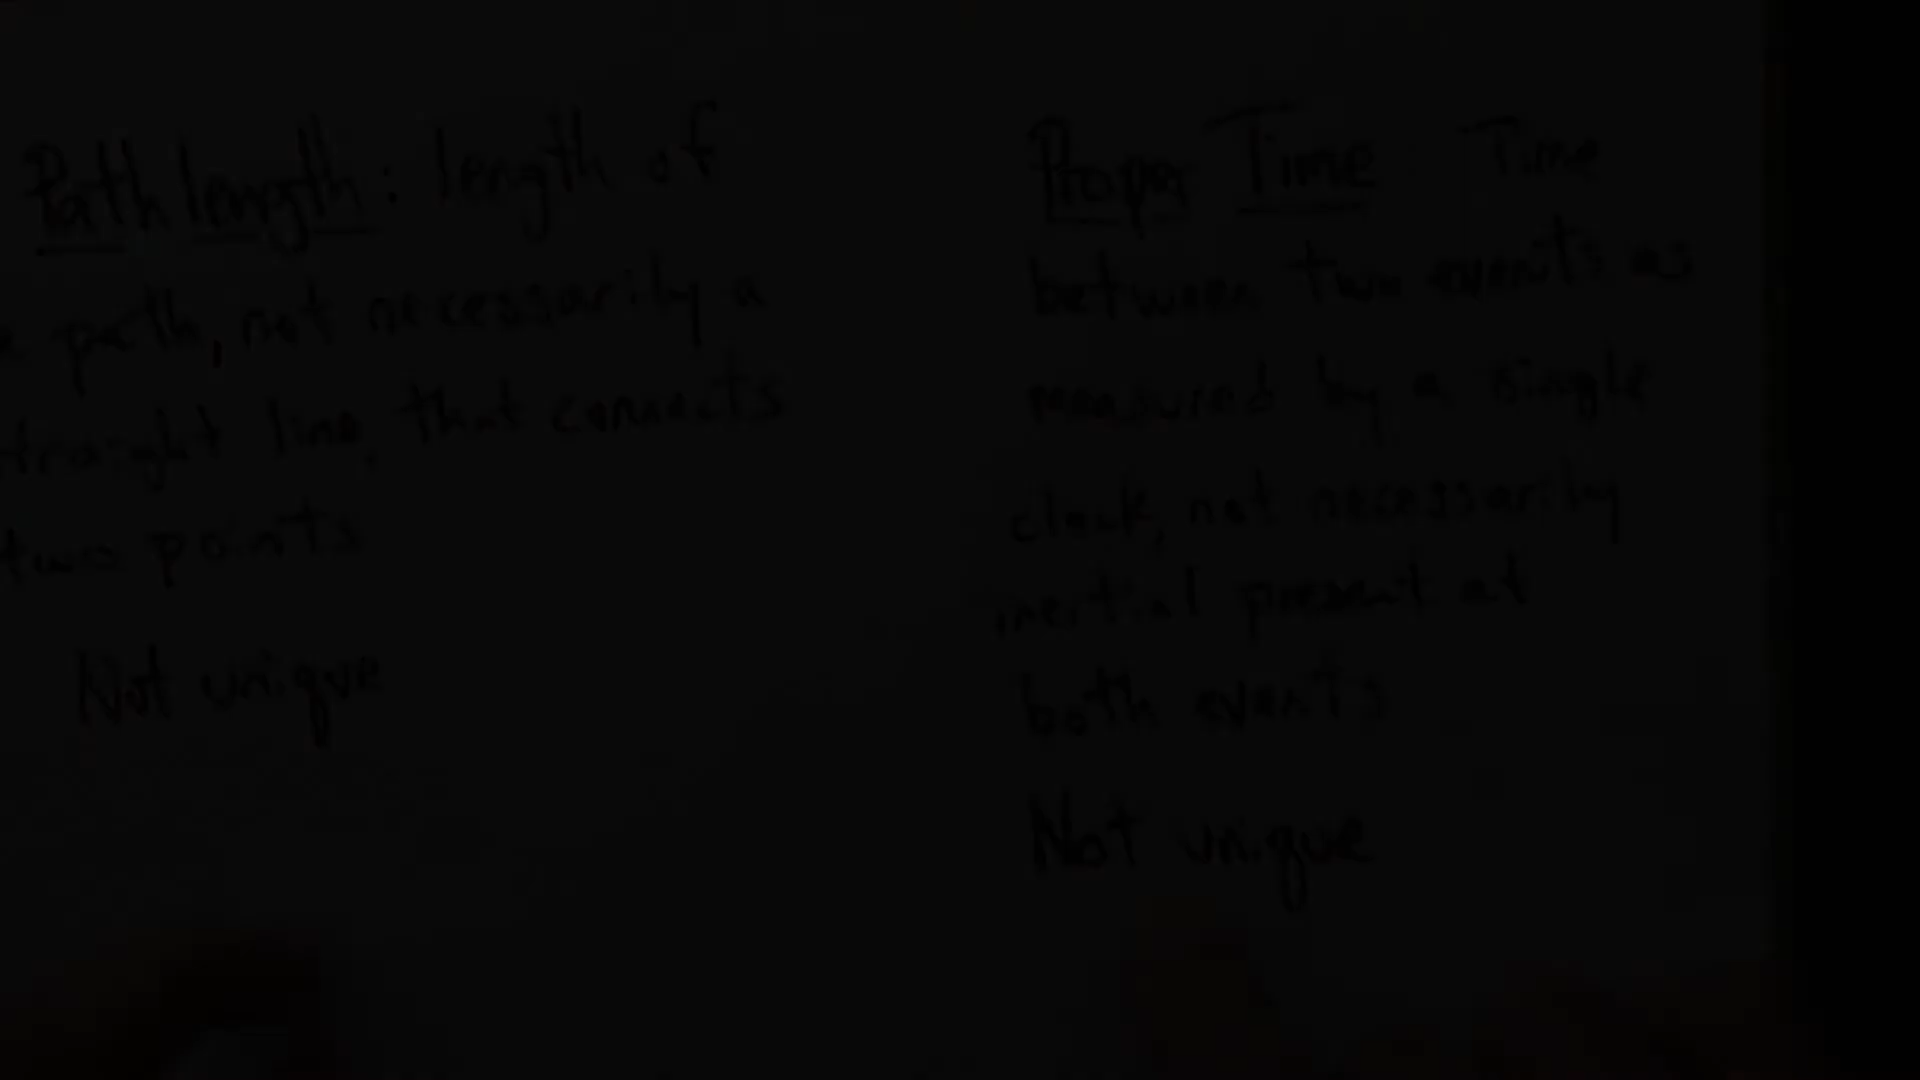 Path length: length of
a path, not necessarily a
straight line, that connects
two points
Not unique
Proper Time Time
between two events as
measured by a single
clock, not necessarily
inertial present at
both events
Not unique